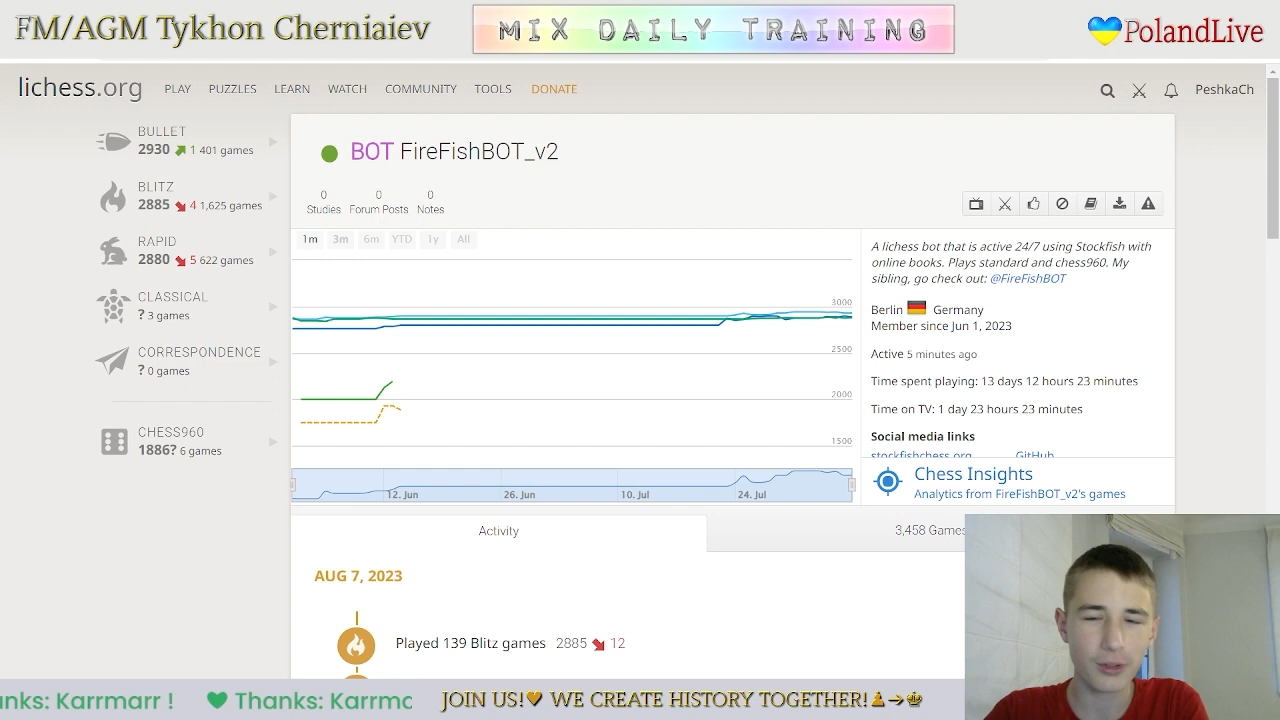 FM/AGM Tykhon Cherniaiev
MIX DAILY TRAINING
PolandLive
lichess.org
PLAY PUZZLES LEARN WATCH COMMUNITY TOOLS DONATE
PeshkaCh
BULLET
2930 1 401 games
BLITZ
2885 4 1,625 games
RAPID
2880 5 622 games
CLASSICAL
? 3 games
CORRESPONDENCE
? 0 games
CHESS960
1886? 6 games
BOT FireFishBOT_v2
0 0 0
Studies Forum Posts Notes
1m 3m 6m YTD 1y All
3000
2500
2000
1500
12. Jun 26. Jun 10. Jul 24. Jul
A lichess bot that is active 24/7 using Stockfish with
online books. Plays standard and chess960. My
sibling, go check out: @FireFishBOT
Berlin Germany
Member since Jun 1, 2023
Active 5 minutes ago
Time spent playing: 13 days 12 hours 23 minutes
Time on TV: 1 day 23 hours 23 minutes
Social media links
stockfishchess.org GitHub
Chess Insights
Analytics from FireFishBOT_v2's games
Activity
3,458 Games
AUG 7, 2023
Played 139 Blitz games 2885 12
anks: Karrmarr ! Thanks: Karrma
JOIN US! WE CREATE HISTORY TOGETHER!